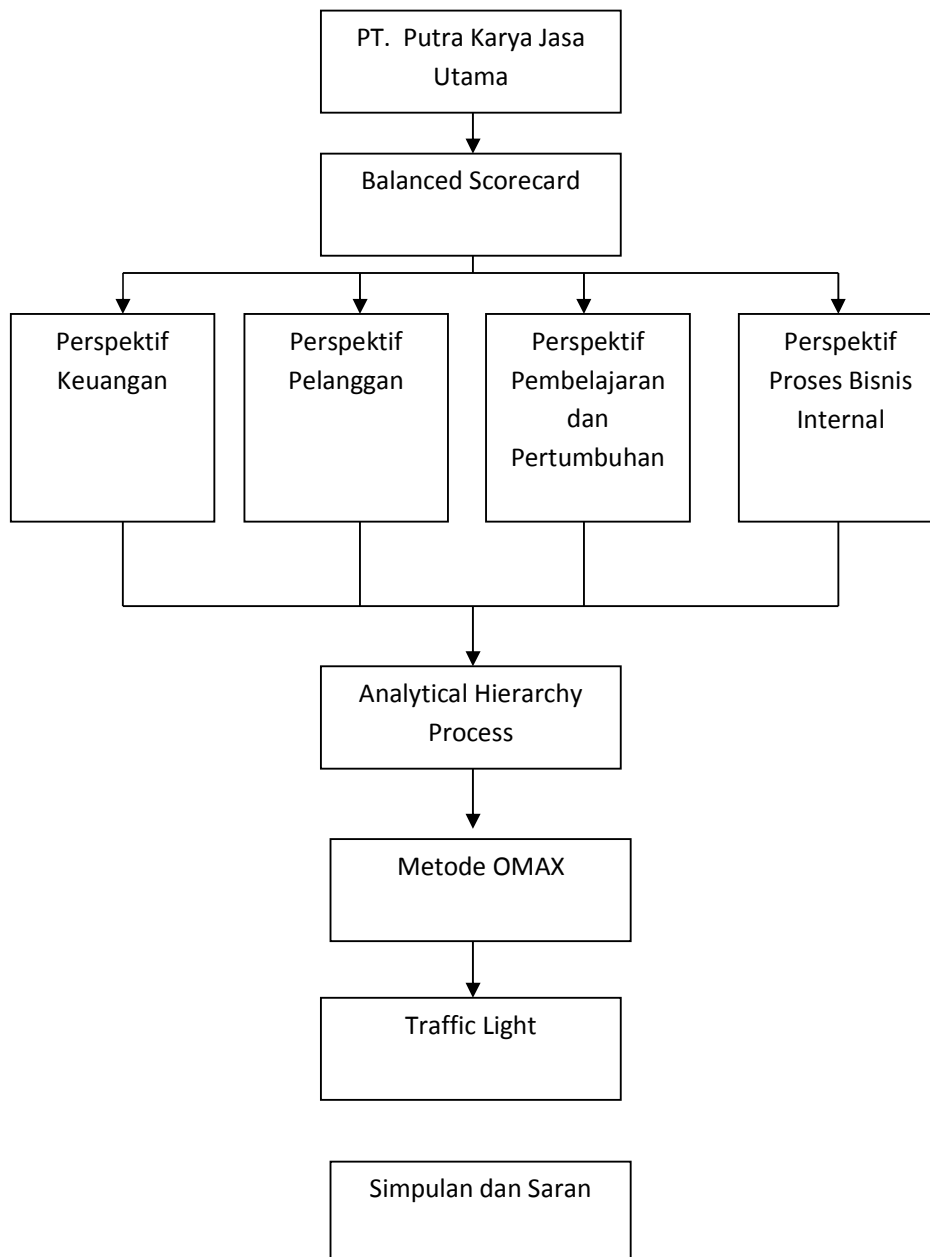 PT.  Putra Karya Jasa
Utama
Balanced Scorecard
Perspektif
Keuangan
Perspektif
Pelanggan
Perspektif
Pembelajaran
dan
Pertumbuhan
Perspektif
Proses Bisnis
Internal
Analytical Hierarchy
Process
Metode OMAX
Traffic Light
Simpulan dan Saran